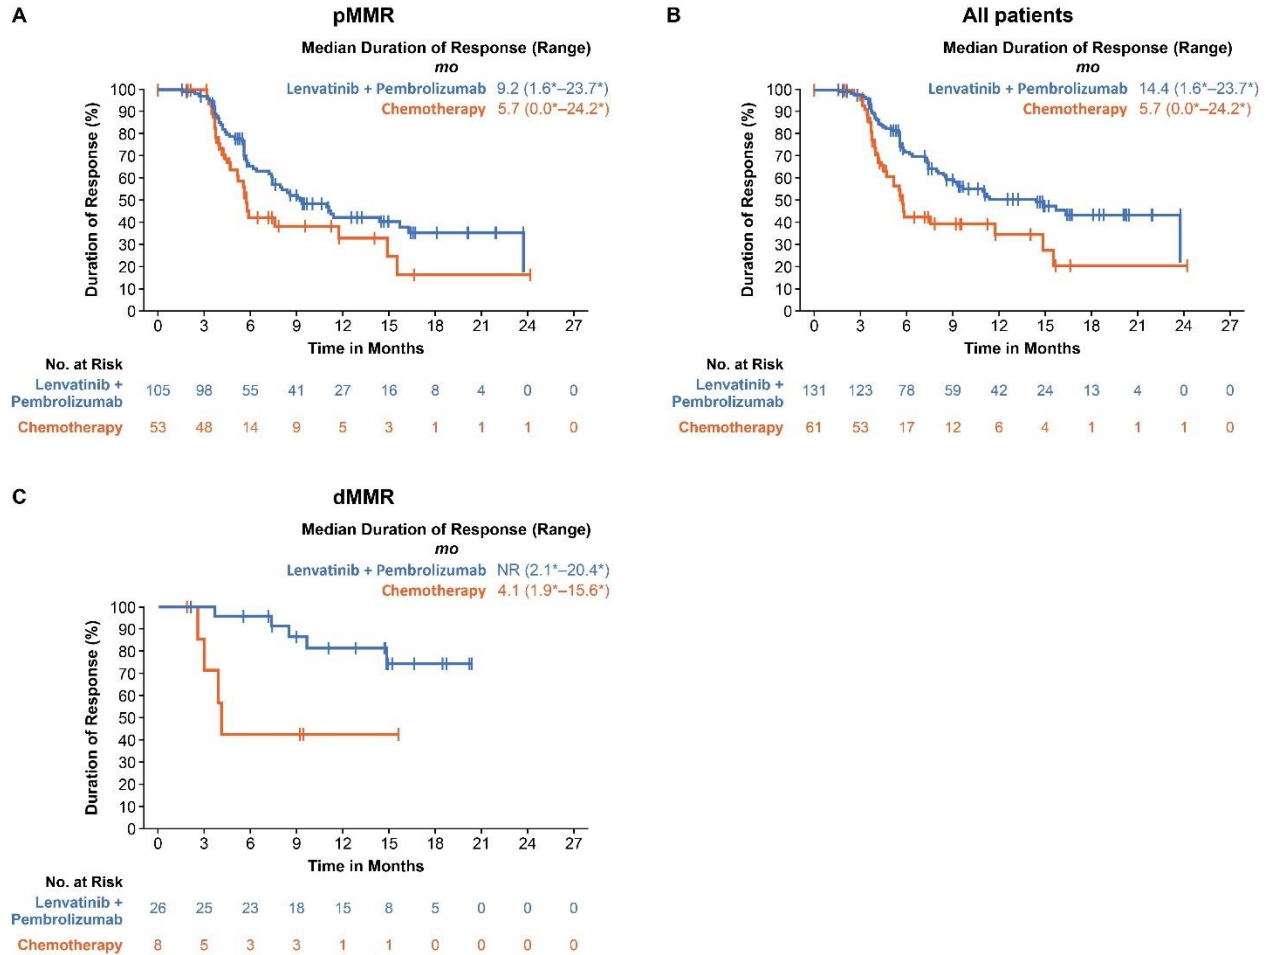 A
pMMR
Median Duration of Response (Range)
mo
Lenvatinib + Pembrolizumab 9.2 (1.6*–23.7*)
Chemotherapy 5.7 (0.0*–24.2*)
Duration of Response (%)
100
90
80
70
60
50
40
30
20
10
0
0 3 6 9 12 15 18 21 24 27
Time in Months
No. at Risk
Lenvatinib +
Pembrolizumab
105 98 55 41 27 16 8 4 0 0
Chemotherapy 53 48 14 9 5 3 1 1 1 0
B
All patients
Median Duration of Response (Range)
mo
Lenvatinib + Pembrolizumab 14.4 (1.6*–23.7*)
Chemotherapy 5.7 (0.0*–24.2*)
Duration of Response (%)
100
90
80
70
60
50
40
30
20
10
0
0 3 6 9 12 15 18 21 24 27
Time in Months
No. at Risk
Lenvatinib +
Pembrolizumab
131 123 78 59 42 24 13 4 0 0
Chemotherapy 61 53 17 12 6 4 1 1 1 0
C
dMMR
Median Duration of Response (Range)
mo
Lenvatinib + Pembrolizumab NR (2.1*–20.4*)
Chemotherapy 4.1 (1.9*–15.6*)
Duration of Response (%)
100
90
80
70
60
50
40
30
20
10
0
0 3 6 9 12 15 18 21 24 27
Time in Months
No. at Risk
Lenvatinib +
Pembrolizumab
26 25 23 18 15 8 5 0 0 0
Chemotherapy 8 5 3 3 1 1 0 0 0 0